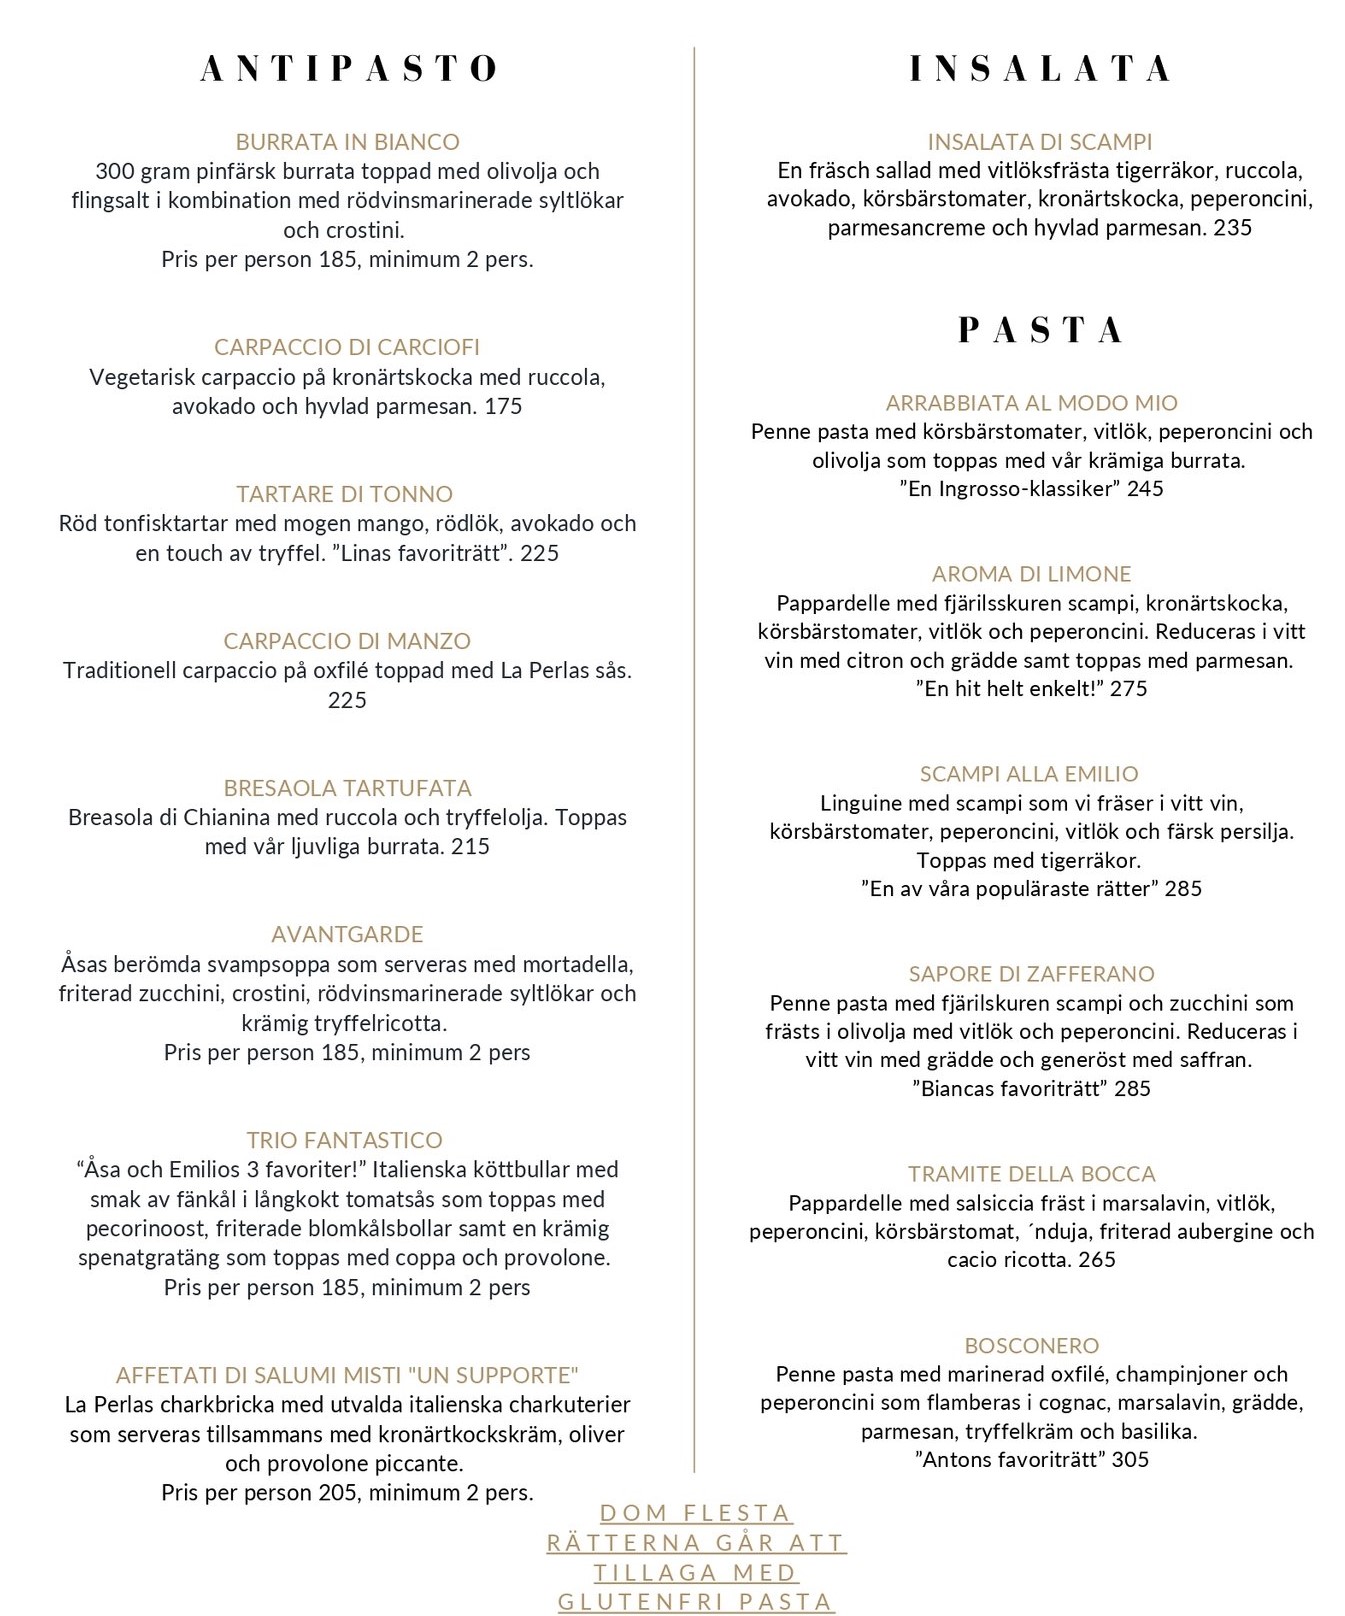 ANTIPASTO
BURRATA IN BIANCO
300 gram pinfärsk burrata toppad med olivolja och
flingsalt i kombination med rödvinsmarinerade syltlökar
och crostini.
Pris per person 185, minimum 2 pers.
CARPACCIO DI CARCIOFI
Vegetarisk carpaccio på kronärtskocka med ruccola,
avokado och hyvlad parmesan. 175
TARTARE DI TONNO
Röd tonfisktartar med mogen mango, rödlök, avokado och
en touch av tryffel. ”Linas favoriträtt”. 225
CARPACCIO DI MANZO
Traditionell carpaccio på oxfilé toppad med La Perlas sås.
225
BRESAOLA TARTUFATA
Breasola di Chianina med ruccola och tryffelolja. Toppas
med vår ljuvliga burrata. 215
AVANTGARDE
Åsas berömda svampsoppa som serveras med mortadella,
friterad zucchini, crostini, rödvinsmarinerade syltlökar och
krämig tryffelricotta.
Pris per person 185, minimum 2 pers
TRIO FANTASTICO
“Åsa och Emilios 3 favoriter!” Italienska köttbullar med
smak av fänkål i långkokt tomatsås som toppas med
pecorinoost, friterade blomkålsbollar samt en krämig
spenatgratäng som toppas med coppa och provolone.
Pris per person 185, minimum 2 pers
AFFETATI DI SALUMI MISTI "UN SUPPORTE"
La Perlas charkbricka med utvalda italienska charkuterier
som serveras tillsammans med kronärtkockskräm, oliver
och provolone piccante.
Pris per person 205, minimum 2 pers.
INSALATA
INSALATA DI SCAMPI
En fräsch sallad med vitlöksfrästa tigerräkor, ruccola,
avokado, körsbärstomater, kronärtskocka, peperoncini,
parmesancreme och hyvlad parmesan. 235
PASTA
ARRABBIATA AL MODO MIO
Penne pasta med körsbärstomater, vitlök, peperoncini och
olivolja som toppas med vår krämiga burrata.
”En Ingrosso-klassiker” 245
AROMA DI LIMONE
Pappardelle med fjärilsskuren scampi, kronärtskocka,
körsbärstomater, vitlök och peperoncini. Reduceras i vitt
vin med citron och grädde samt toppas med parmesan.
”En hit helt enkelt!” 275
SCAMPI ALLA EMILIO
Linguine med scampi som vi fräser i vitt vin,
körsbärstomater, peperoncini, vitlök och färsk persilja.
Toppas med tigerräkor.
”En av våra populäraste rätter” 285
SAPORE DI ZAFFERANO
Penne pasta med fjärilskuren scampi och zucchini som
frästs i olivolja med vitlök och peperoncini. Reduceras i
vitt vin med grädde och generöst med saffran.
”Biancas favoriträtt” 285
TRAMITE DELLA BOCCA
Pappardelle med salsiccia fräst i marsalavin, vitlök,
peperoncini, körsbärstomat, ´nduja, friterad aubergine och
cacio ricotta. 265
BOSCONERO
Penne pasta med marinerad oxfilé, champinjoner och
peperoncini som flamberas i cognac, marsalavin, grädde,
parmesan, tryffelkräm och basilika.
”Antons favoriträtt” 305
DOM FLESTA
RÄTTERNA GÅR ATT
TILLAGA MED
GLUTENFRI PASTA